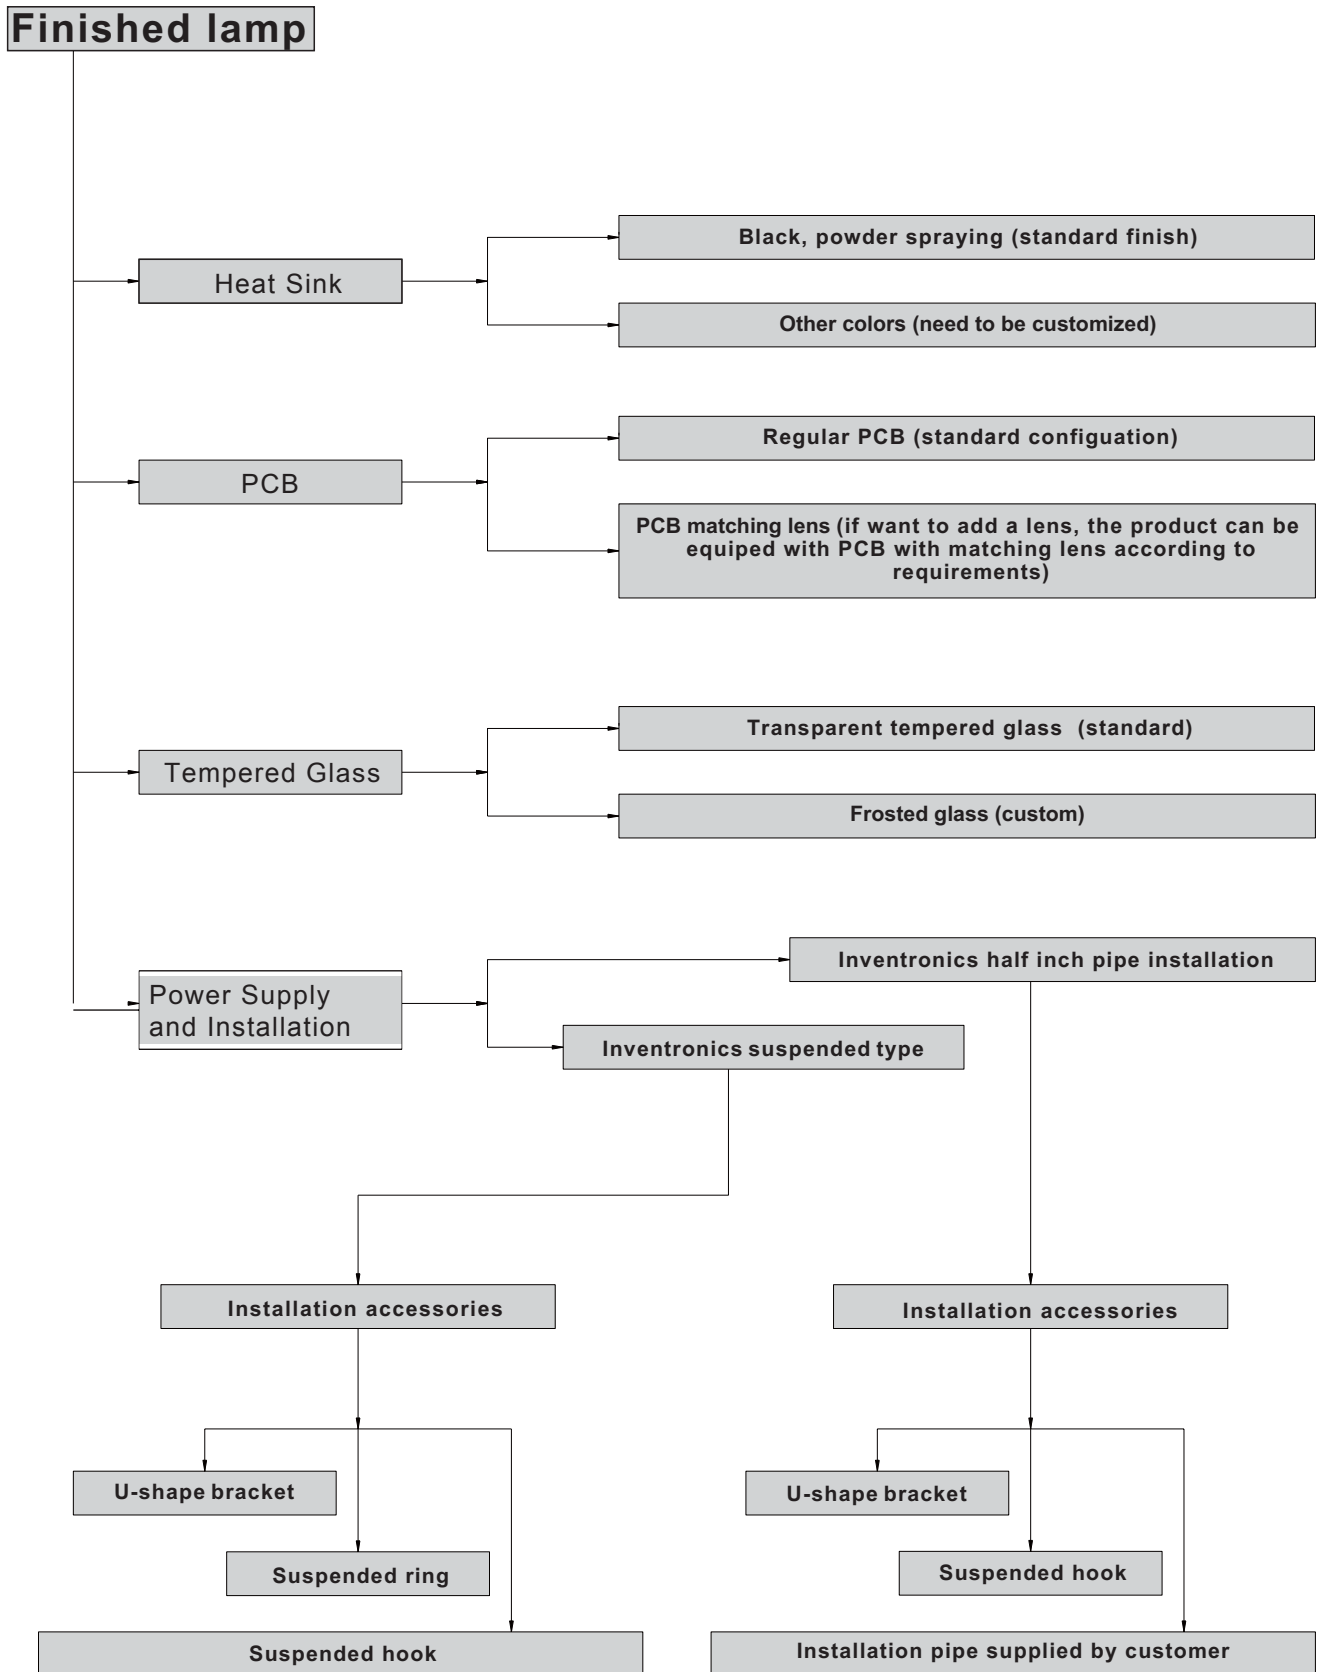 Finished lamp
Black, powder spraying (standard finish)
Heat Sink
Other colors (need to be customized)
Regular PCB (standard configuation)
PCB
PCB matching lens (if want to add a lens, the product can be
equiped with PCB with matching lens according to
requirements)
Transparent tempered glass (standard)
Tempered Glass
Frosted glass (custom)
Inventronics half inch pipe installation
Power Supply
and Installation
Inventronics suspended type
Installation accessories
Installation accessories
U-shape bracket
U-shape bracket
Suspended ring
Suspended hook
Suspended hook
Installation pipe supplied by customer